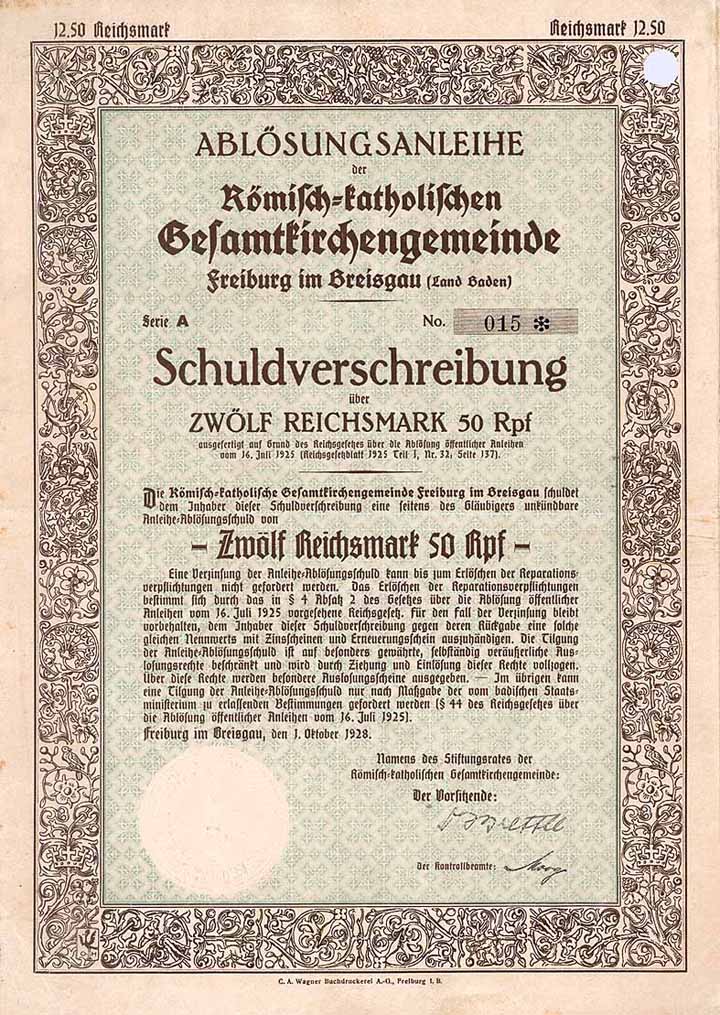 12.50 Reichsmark
Reichsmark 12.50
ABLÖSUNGSANLEIHE
der
Römisch-katholischen
Gesamtkirchengemeinde
Freiburg im Breisgau (Land Baden)
Serie A
No. 015 ✻
Schuldverschreibung
über
ZWÖLF REICHSMARK 50 Rpf
ausgefertigt auf Grund des Reichsgesetzes über die Ablösung öffentlicher Anleihen
vom 16. Juli 1925 (Reichsgesetzblatt 1925 Teil I, Nr. 32, Seite 137).
Die Römisch-katholische Gesamtkirchengemeinde Freiburg im Breisgau schuldet
dem Inhaber dieser Schuldverschreibung eine seitens des Gläubigers unkündbare
Anleihe-Ablösungsschuld von
– Zwölf Reichsmark 50 Rpf –
Eine Verzinsung der Anleihe-Ablösungsschuld kann bis zum Erlöschen der Reparations-
verpflichtungen nicht gefordert werden. Das Erlöschen der Reparationsverpflichtungen
bestimmt sich durch das in § 4 Absatz 2 des Gesetzes über die Ablösung öffentlicher
Anleihen vom 16. Juli 1925 vorgesehene Reichsgesetz. Für den Fall der Verzinsung bleibt
vorbehalten, dem Inhaber dieser Schuldverschreibung gegen deren Rückgabe eine solche
gleichen Nennwerts mit Zinsscheinen und Erneuerungsschein auszuhändigen. Die Tilgung
der Anleihe-Ablösungsschuld ist auf besonders gewährte, selbständig veräußerliche Aus-
losungsrechte beschränkt und wird durch Ziehung und Einlösung dieser Rechte vollzogen.
Über diese Rechte werden besondere Auslosungsscheine ausgegeben. — Im übrigen kann
eine Tilgung der Anleihe-Ablösungsschuld nur nach Maßgabe der vom badischen Staats-
ministerium zu erlassenden Bestimmungen gefordert werden (§ 44 des Reichsgesetzes über
die Ablösung öffentlicher Anleihen vom 16. Juli 1925).
Freiburg im Breisgau, den 1. Oktober 1928.
Namens des Stiftungsrates der
Römisch-katholischen Gesamtkirchengemeinde:
Der Vorsitzende:
Der Kontrollbeamte:
C. A. Wagner Buchdruckerei A.-G., Freiburg i. B.